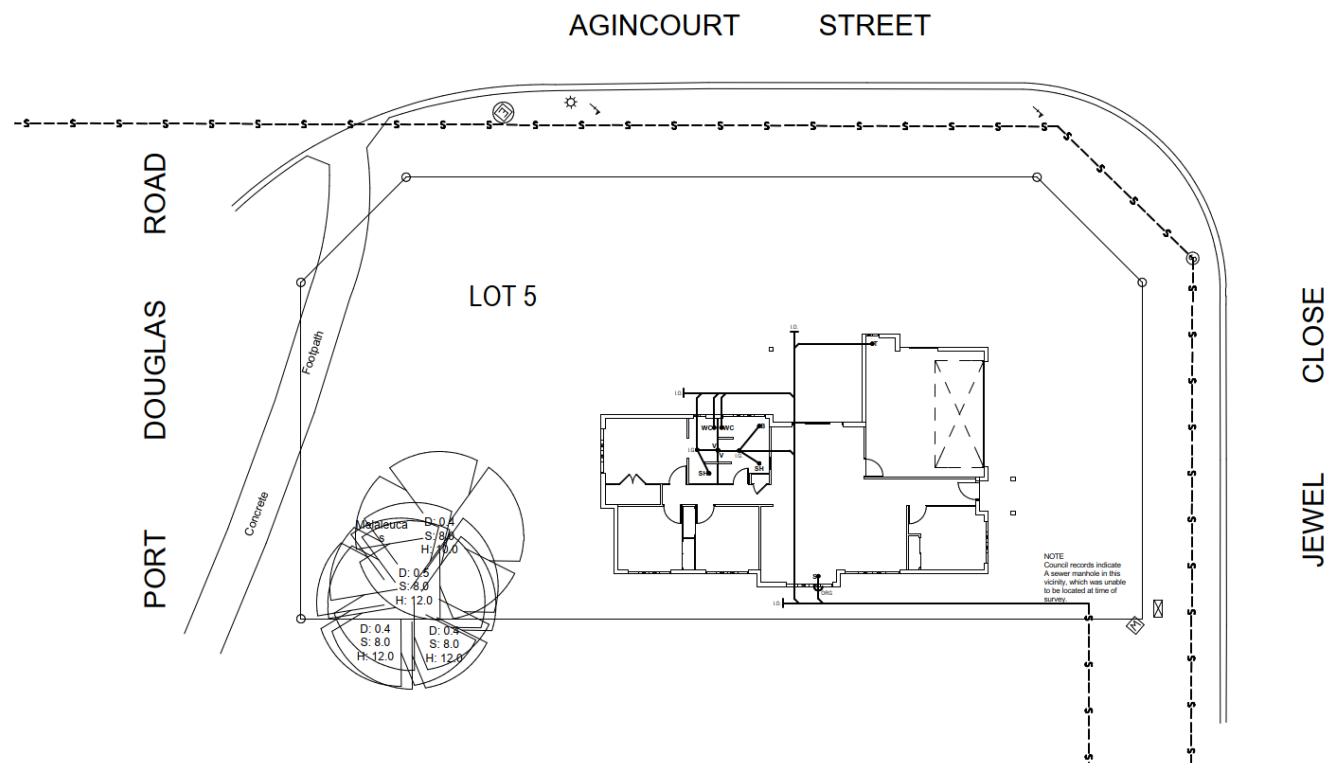 AGINCOURT STREET
PORT DOUGLAS ROAD
JEWEL CLOSE
LOT 5
Footpath
Concrete
E
S
I.O.
T
I.O.
WC
WC
B
V
V
I.G.
I.G.
SH
SH
S
ORG
I.O.
NOTE
Council records indicate
A sewer manhole in this
vicinity, which was unable
to be located at time of
survey.
M
Malaleuca
s
D: 0.4
S: 8.0
H: 10.0
D: 0.5
S: 8.0
H: 12.0
D: 0.4
S: 8.0
H: 12.0
D: 0.4
S: 8.0
H: 12.0